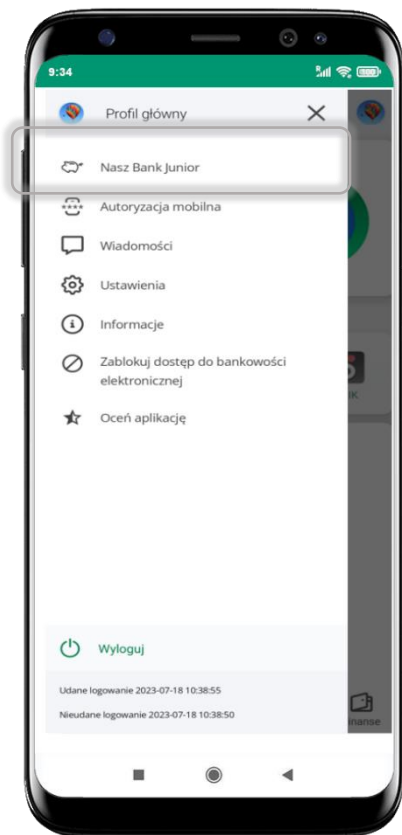 9:34
Profil główny
Nasz Bank Junior
Autoryzacja mobilna
Wiadomości
Ustawienia
Informacje
Zablokuj dostęp do bankowości
elektronicznej
Oceń aplikację
Wyloguj
Udane logowanie 2023-07-18 10:38:55
Nieudane logowanie 2023-07-18 10:38:50
inanse